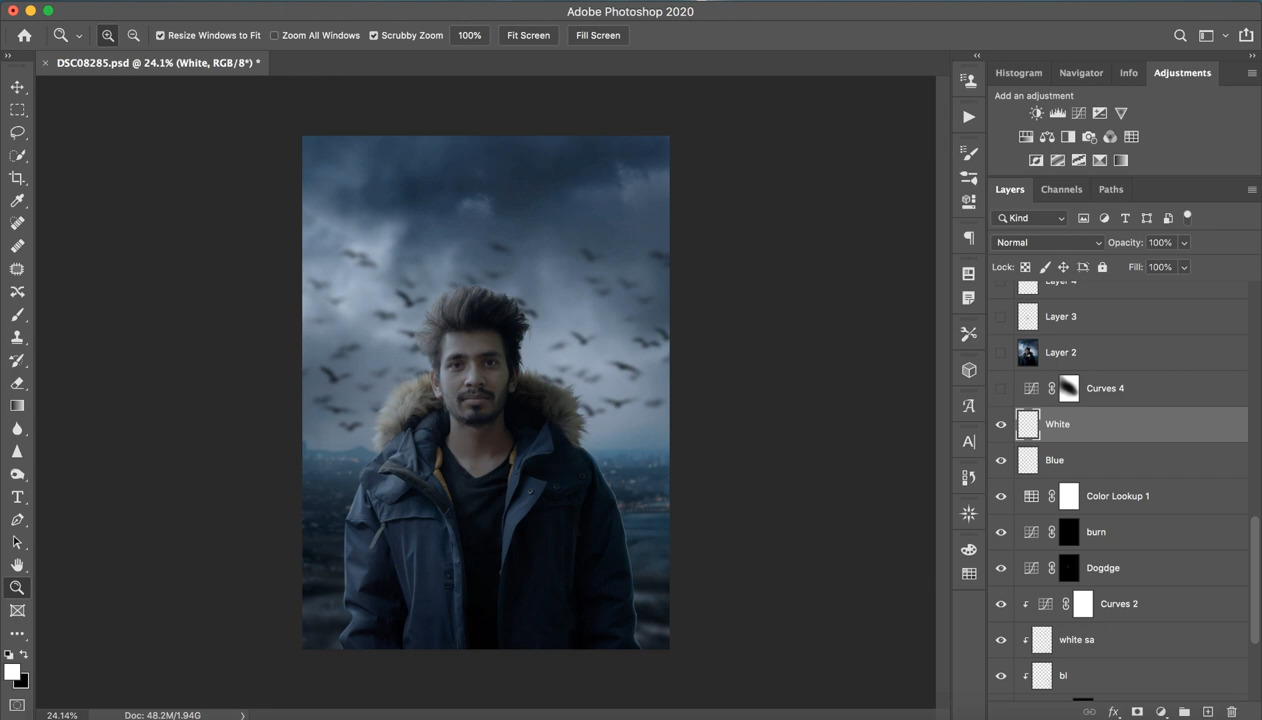 Adobe Photoshop 2020
Resize Windows to Fit Zoom All Windows Scrubby Zoom 100% Fit Screen Fill Screen
DSC08285.psd @ 24.1% (White, RGB/8*) *
Histogram Navigator Info Adjustments
Add an adjustment
Layers Channels Paths
Kind
Normal Opacity: 100%
Lock: Fill: 100%
Layer 4
Layer 3
Layer 2
Curves 4
White
Blue
Color Lookup 1
burn
Dogdge
Curves 2
white sa
bl
24.14% Doc: 48.2M/1.94G